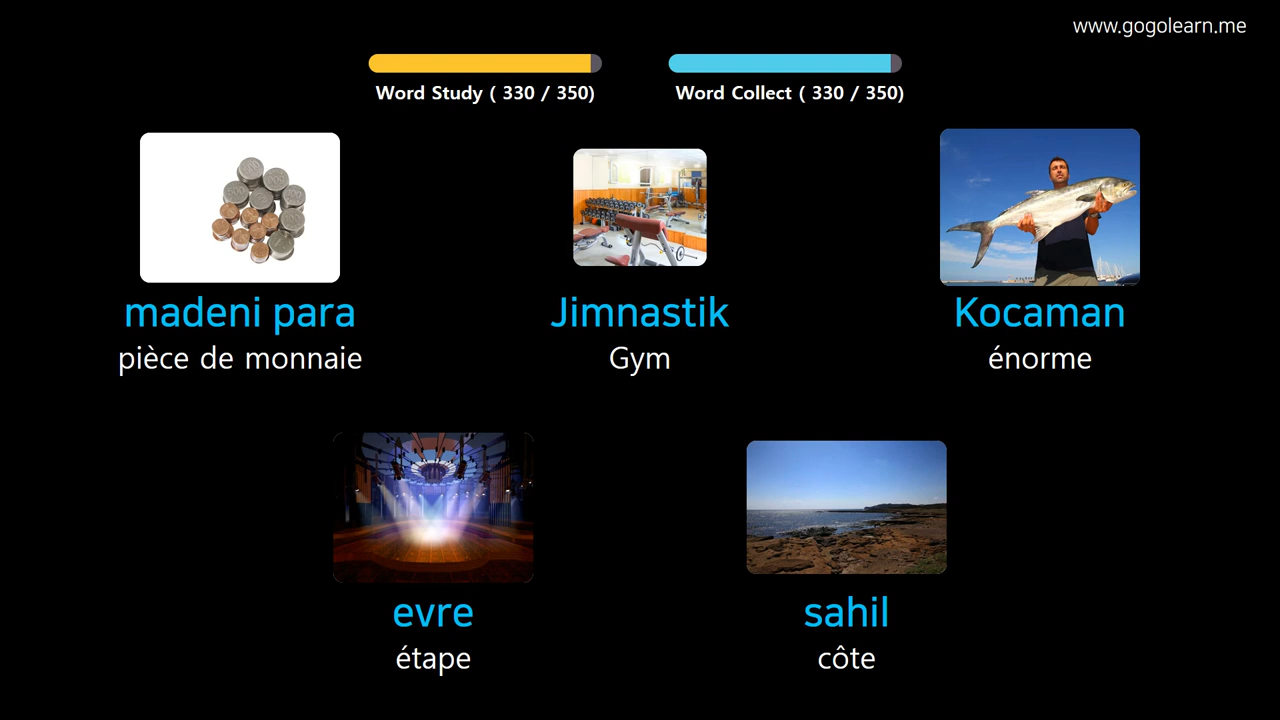 www.gogolearn.me
Word Study ( 330 / 350)
Word Collect ( 330 / 350)
madeni para
pièce de monnaie
Jimnastik
Gym
Kocaman
énorme
evre
étape
sahil
côte